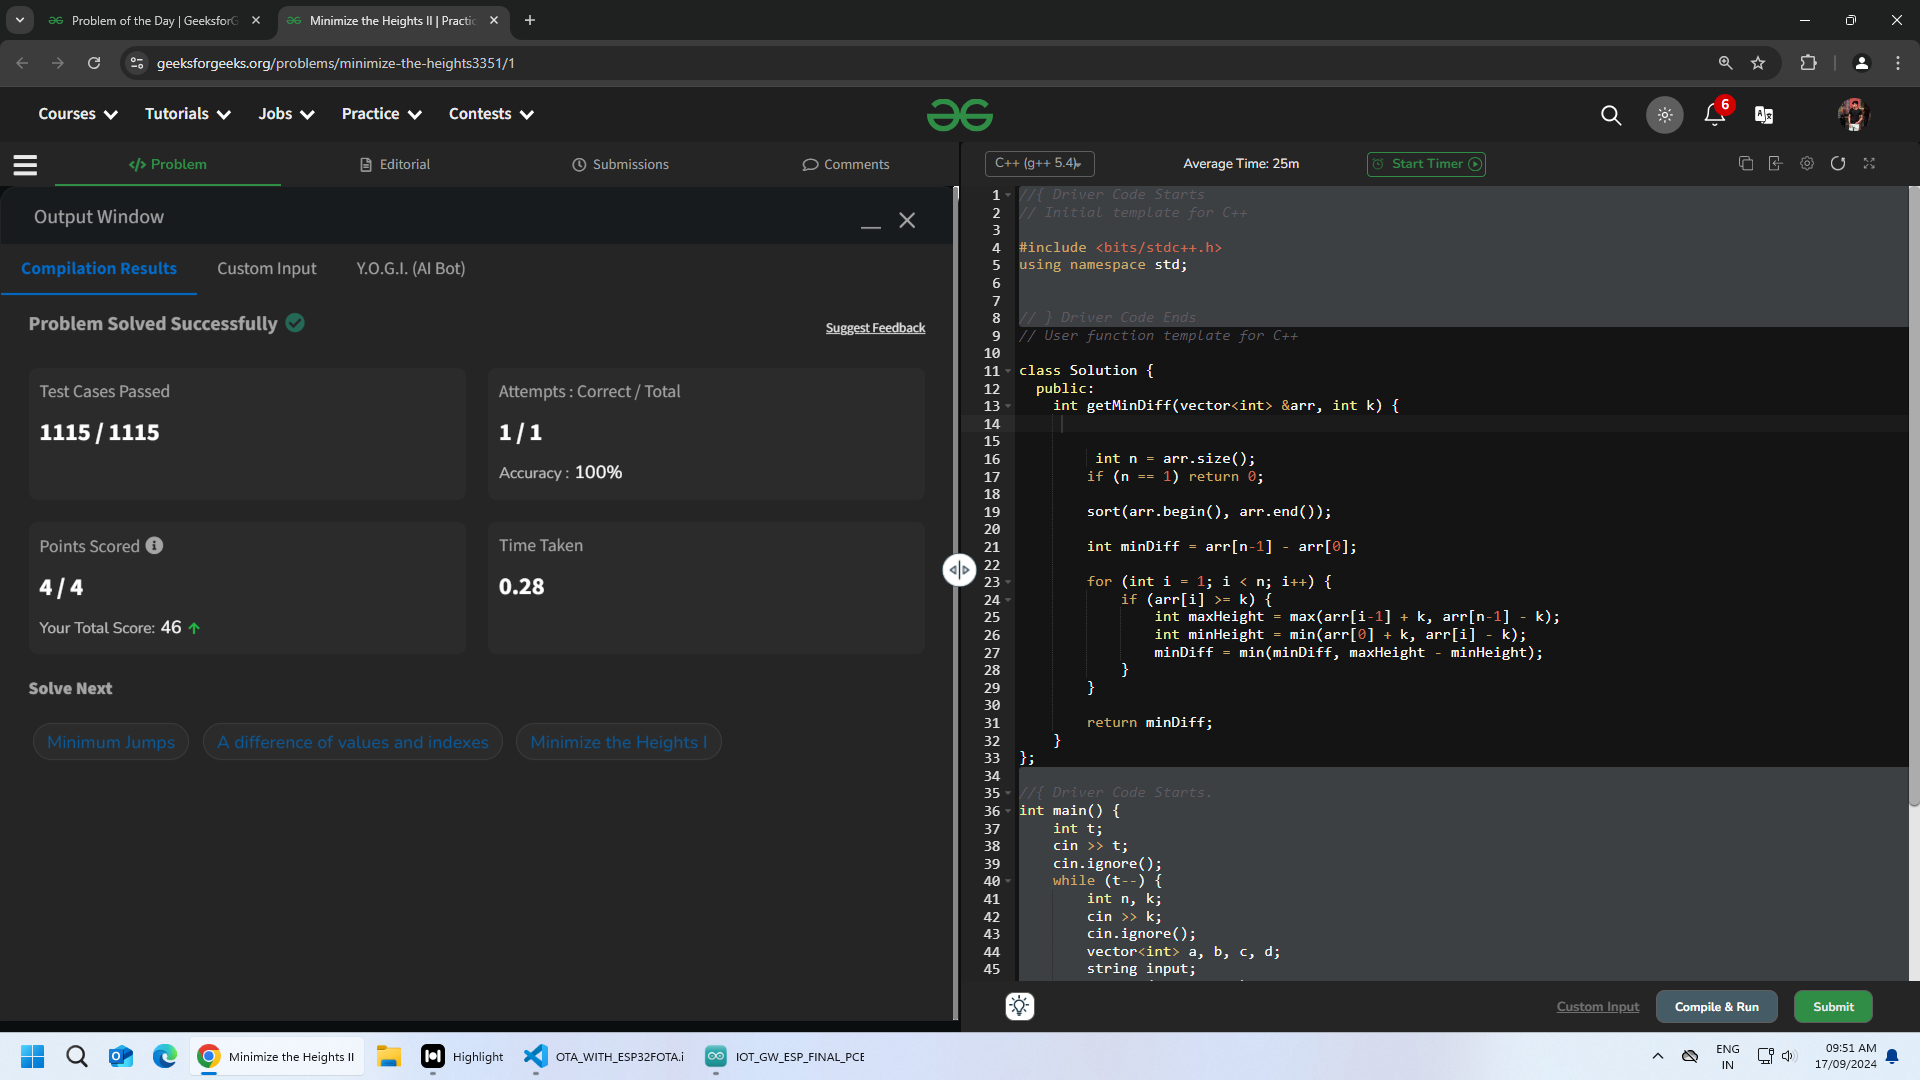 Problem of the Day | GeeksforG
Minimize the Heights II | Practic
geeksforgeeks.org/problems/minimize-the-heights3351/1
Courses
Tutorials
Jobs
Practice
Contests
6
Problem
Editorial
Submissions
Comments
C++ (g++ 5.4)
Average Time: 25m
Start Timer
Output Window
Compilation Results
Custom Input
Y.O.G.I. (AI Bot)
Problem Solved Successfully
Suggest Feedback
Test Cases Passed
1115 / 1115
Attempts : Correct / Total
1 / 1
Accuracy : 100%
Points Scored
4 / 4
Your Total Score: 46
Time Taken
0.28
Solve Next
Minimum Jumps
A difference of values and indexes
Minimize the Heights I
1 //{ Driver Code Starts
2 // Initial template for C++
3
4 #include <bits/stdc++.h>
5 using namespace std;
6
7
8 // } Driver Code Ends
9 // User function template for C++
10
11 class Solution {
12 public:
13 int getMinDiff(vector<int> &arr, int k) {
14
15
16 int n = arr.size();
17 if (n == 1) return 0;
18
19 sort(arr.begin(), arr.end());
20
21 int minDiff = arr[n-1] - arr[0];
22
23 for (int i = 1; i < n; i++) {
24 if (arr[i] >= k) {
25 int maxHeight = max(arr[i-1] + k, arr[n-1] - k);
26 int minHeight = min(arr[0] + k, arr[i] - k);
27 minDiff = min(minDiff, maxHeight - minHeight);
28 }
29 }
30
31 return minDiff;
32 }
33 };
34
35 //{ Driver Code Starts.
36 int main() {
37 int t;
38 cin >> t;
39 cin.ignore();
40 while (t--) {
41 int n, k;
42 cin >> k;
43 cin.ignore();
44 vector<int> a, b, c, d;
45 string input;
Custom Input
Compile & Run
Submit
Minimize the Heights II
Highlight
OTA_WITH_ESP32FOTA.i
IOT_GW_ESP_FINAL_PCE
ENG
IN
09:51 AM
17/09/2024